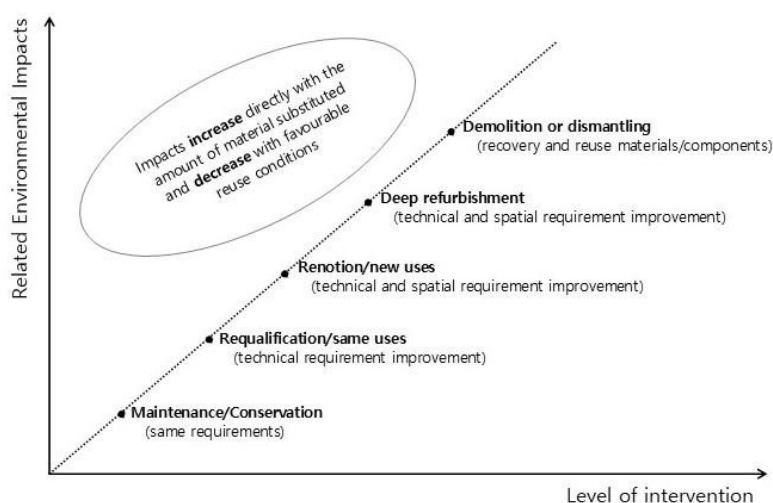 Related Environmental Impacts
Impacts increase directly with the
amount of material substituted
and decrease with favourable
reuse conditions
Demolition or dismantling
(recovery and reuse materials/components)
Deep refurbishment
(technical and spatial requirement improvement)
Renotion/new uses
(technical and spatial requirement improvement)
Requalification/same uses
(technical requirement improvement)
Maintenance/Conservation
(same requirements)
Level of intervention